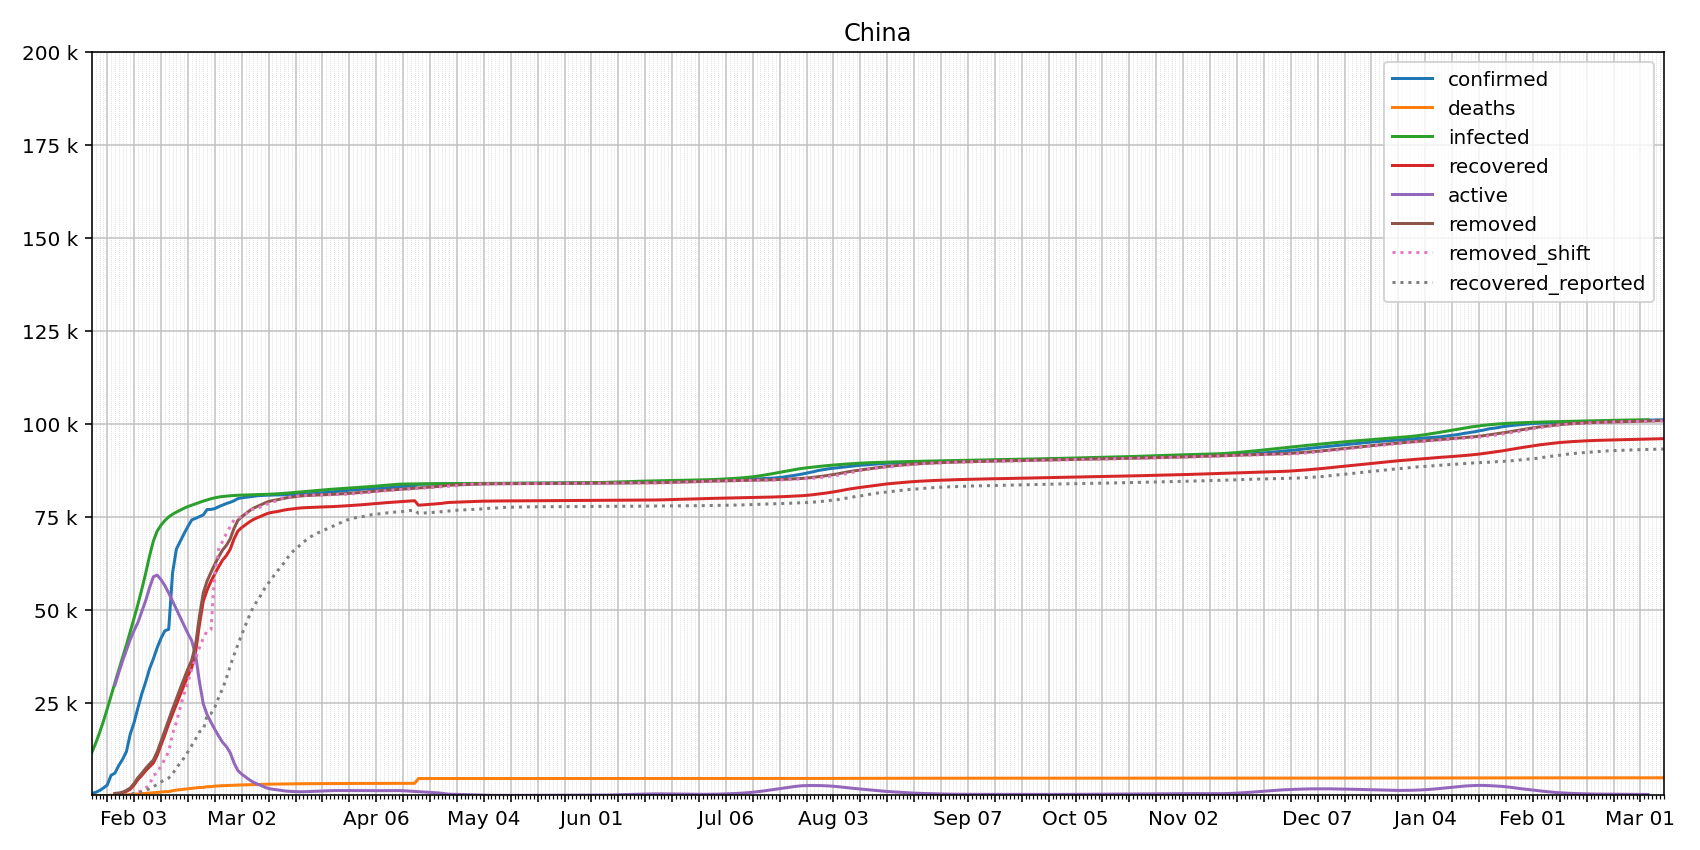 China
200 k
175 k
150 k
125 k
100 k
75 k
50 k
25 k
confirmed
deaths
infected
recovered
active
removed
removed_shift
recovered_reported
Feb 03 Mar 02 Apr 06 May 04 Jun 01 Jul 06 Aug 03 Sep 07 Oct 05 Nov 02 Dec 07 Jan 04 Feb 01 Mar 01